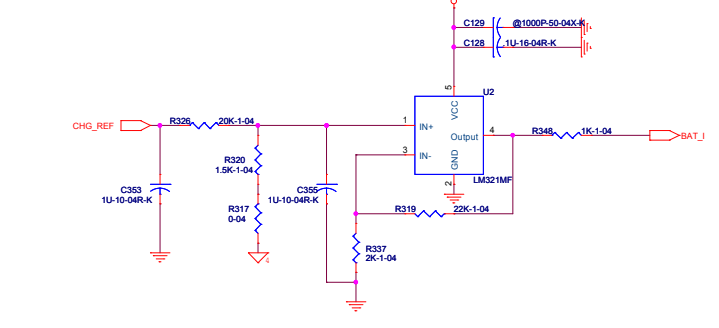 C129 @1000P-50-04X-K
C128 .1U-16-04R-K
5
U2
VCC
CHG_REF
R326 20K-1-04
1
IN+
4
Output
R348 1K-1-04
BAT_I
3
IN-
GND
2
LM321MF
R320
1.5K-1-04
C353
1U-10-04R-K
C355
1U-10-04R-K
R317
0-04
R319 22K-1-04
R337
2K-1-04